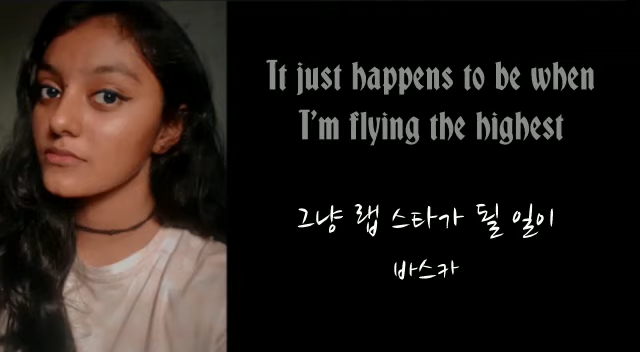 It just happens to be when
I'm flying the highest
그냥 랩 스타가 될 일이
바스카